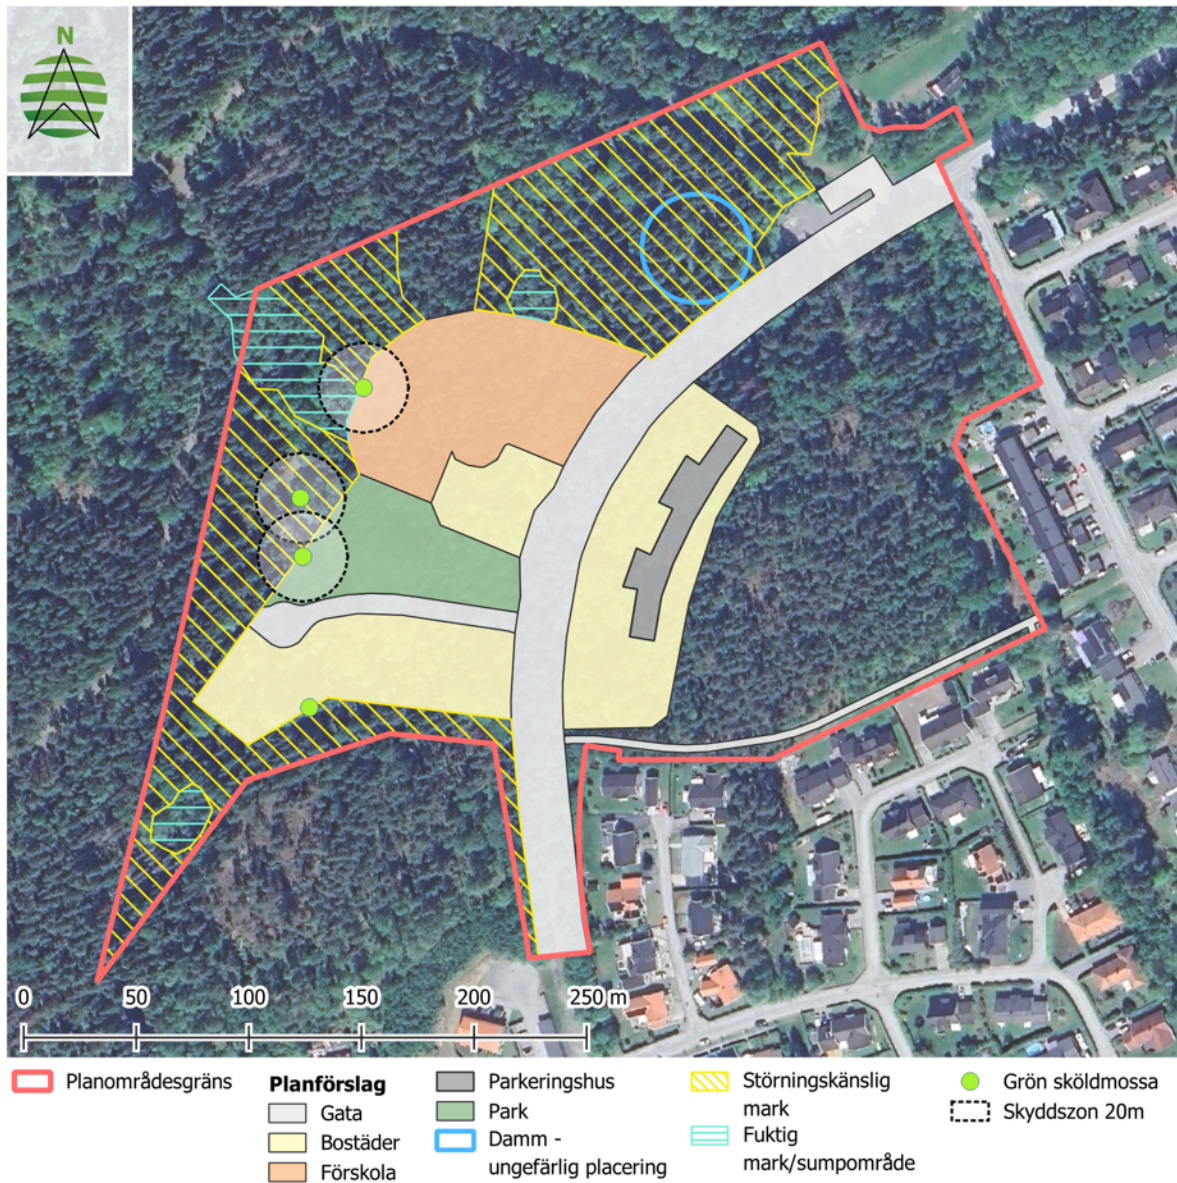 N
0 50 100 150 200 250 m
Planområdesgräns
Planförslag
Gata
Bostäder
Förskola
Parkeringshus
Park
Damm -
ungefärlig placering
Störningskänslig
mark
Fuktig
mark/sumpområde
Grön sköldmossa
Skyddszon 20m